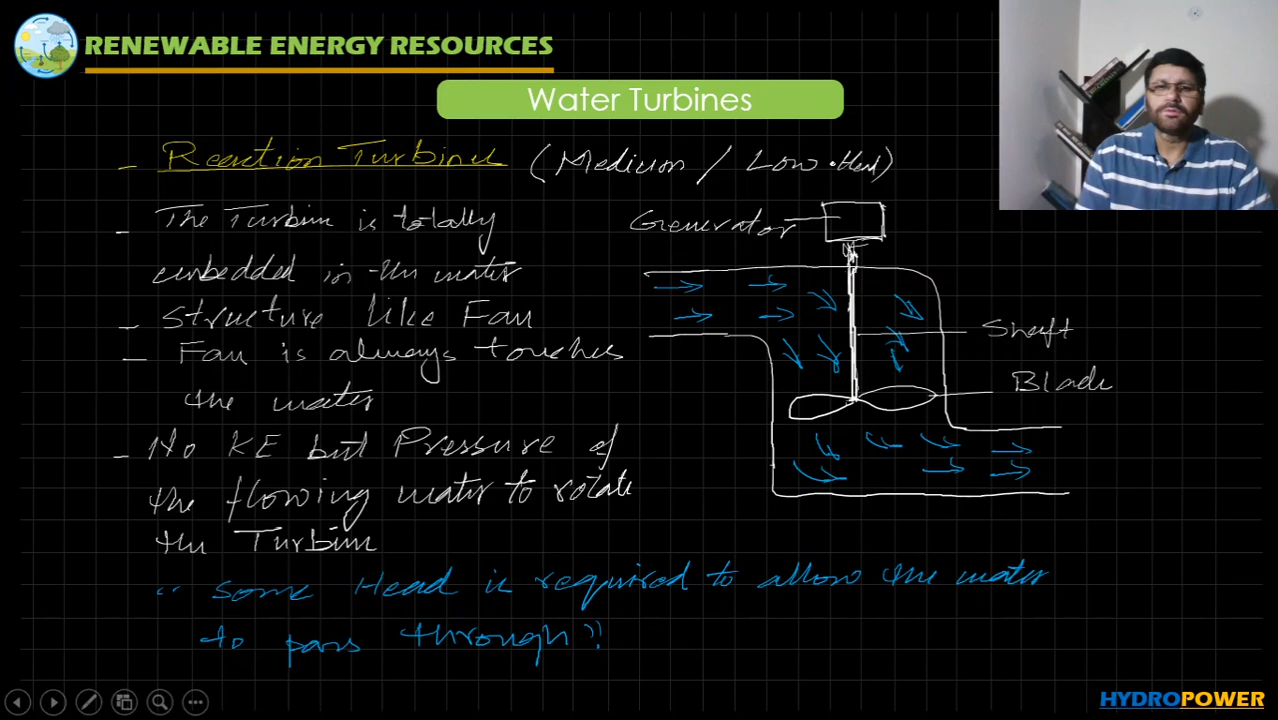 RENEWABLE ENERGY RESOURCES
Water Turbines
- Reaction Turbines (Medium / Low Head)
- The Turbine is totally
embedded in the water
- Structure like Fan
- Fan is always touches
the water
- No KE but Pressure of
the flowing water to rotate
the Turbine
"Some Head is required to allow the water
to pass through"
Generator
Shaft
Blade
HYDROPOWER